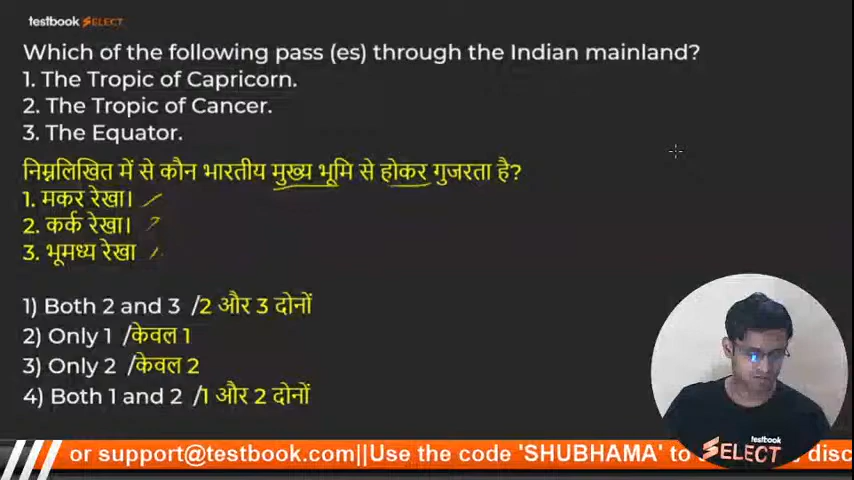 testbook SELECT
Which of the following pass (es) through the Indian mainland?
1. The Tropic of Capricorn.
2. The Tropic of Cancer.
3. The Equator.
निम्नलिखित में से कौन भारतीय मुख्य भूमि से होकर गुजरता है?
1. मकर रेखा।
2. कर्क रेखा।
3. भूमध्य रेखा
1) Both 2 and 3 /2 और 3 दोनों
2) Only 1 /केवल 1
3) Only 2 /केवल 2
4) Both 1 and 2 /1 और 2 दोनों
testbook
SELECT
or support@testbook.com||Use the code 'SHUBHAMA' to disc